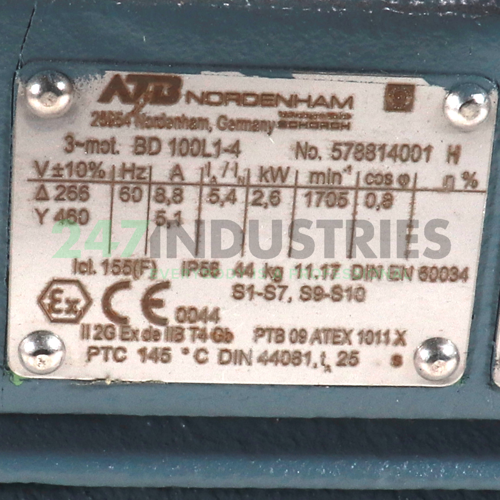 ATB NORDENHAM
26954 Nordenham, Germany SCHORCH
3-mot. BD 100L1-4 No. 578814001 H
V±10% Hz A IA/IN kW min-1 cos φ η %
Δ 266 60 8,8 5,4 2,6 1705 0,8
Y 460 5,1
247INDUSTRIES
Icl. 155(F) IP55 44 kg 11.17 DIN EN 60034
S1-S7, S9-S10
Ex CE 0044
II 2G Ex de IIB T4 Gb PTB 09 ATEX 1011 X
PTC 145 °C DIN 44081, tA 25 s